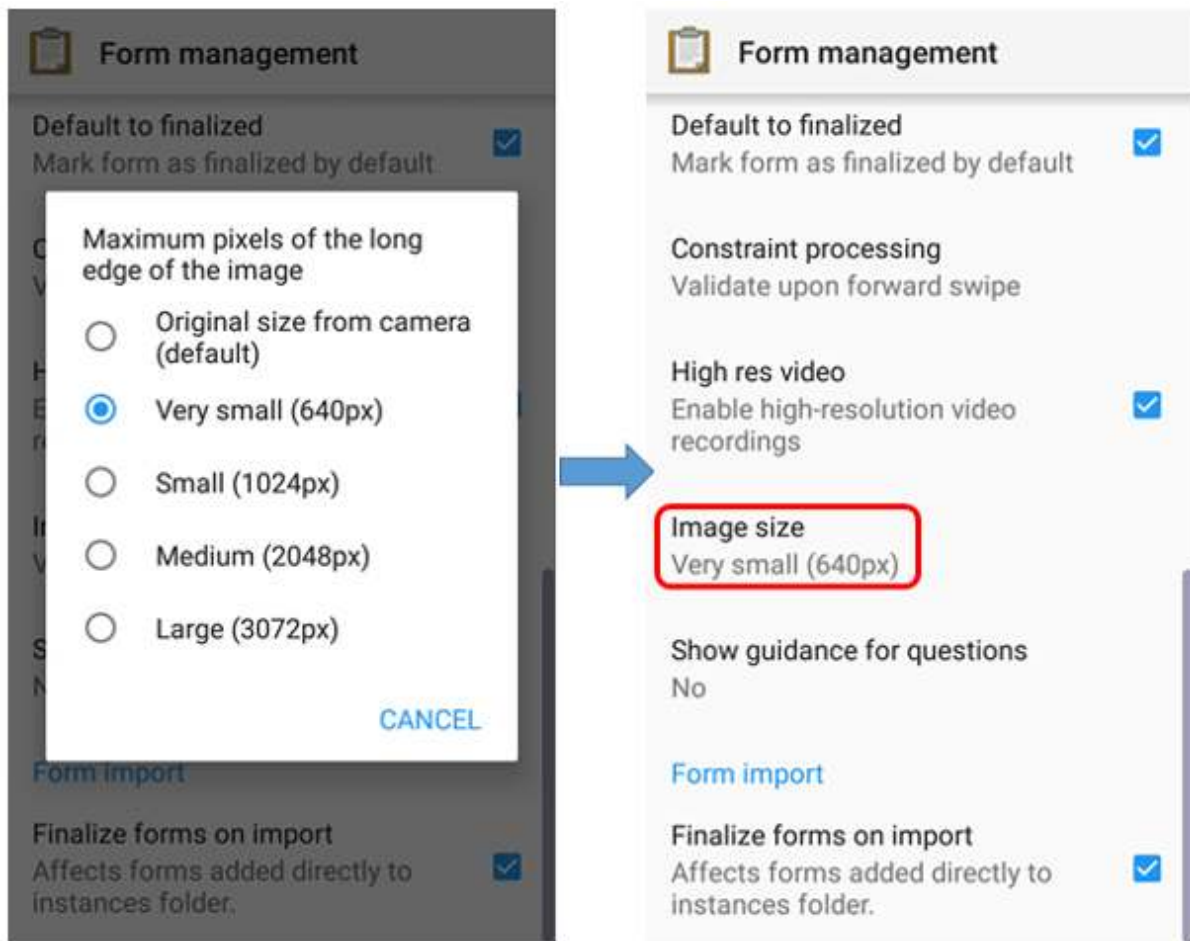 Form management
Default to finalized
Mark form as finalized by default
Maximum pixels of the long
edge of the image
Original size from camera
(default)
Very small (640px)
Small (1024px)
Medium (2048px)
Large (3072px)
CANCEL
Form import
Finalize forms on import
Affects forms added directly to
instances folder.
Form management
Default to finalized
Mark form as finalized by default
Constraint processing
Validate upon forward swipe
High res video
Enable high-resolution video
recordings
Image size
Very small (640px)
Show guidance for questions
No
Form import
Finalize forms on import
Affects forms added directly to
instances folder.